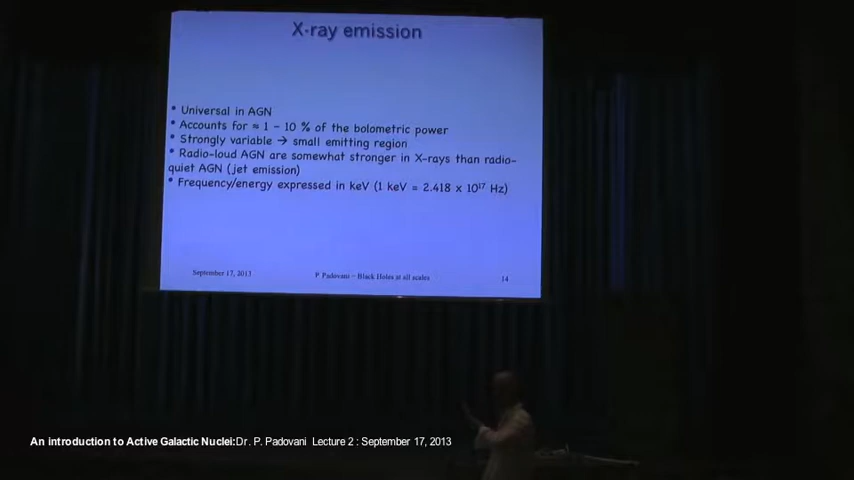 X-ray emission
• Universal in AGN
• Accounts for ≈ 1 - 10 % of the bolometric power
• Strongly variable → small emitting region
• Radio-loud AGN are somewhat stronger in X-rays than radio-
quiet AGN (jet emission)
• Frequency/energy expressed in keV (1 keV = 2.418 x 10¹⁷ Hz)
September 17, 2013
P. Padovani − Black Holes at all scales
14
An introduction to Active Galactic Nuclei:Dr. P. Padovani Lecture 2 : September 17, 2013